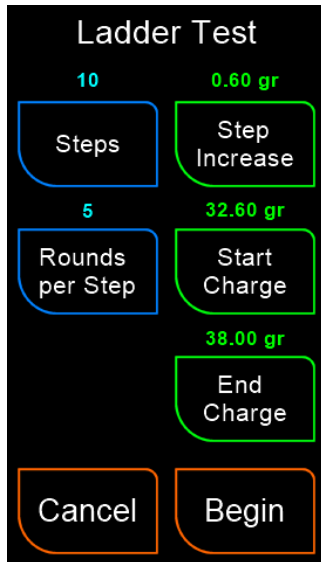 Ladder Test
10
Steps
0.60 gr
Step
Increase
5
Rounds
per Step
32.60 gr
Start
Charge
38.00 gr
End
Charge
Cancel
Begin